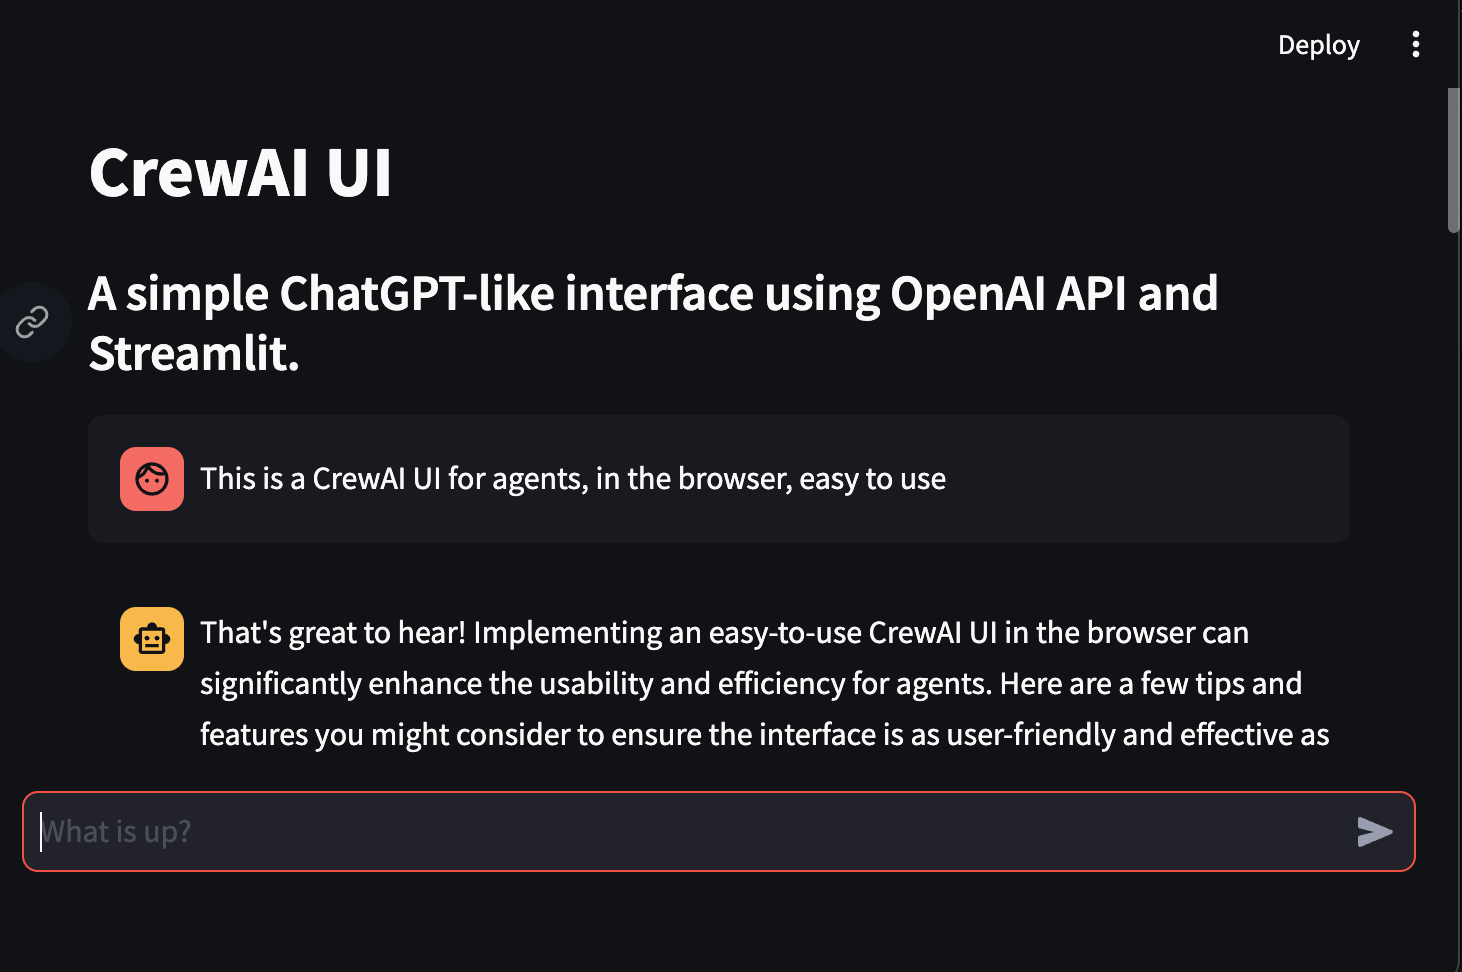 Deploy
CrewAI UI
A simple ChatGPT-like interface using OpenAI API and
Streamlit.
This is a CrewAI UI for agents, in the browser, easy to use
That's great to hear! Implementing an easy-to-use CrewAI UI in the browser can
significantly enhance the usability and efficiency for agents. Here are a few tips and
features you might consider to ensure the interface is as user-friendly and effective as
What is up?